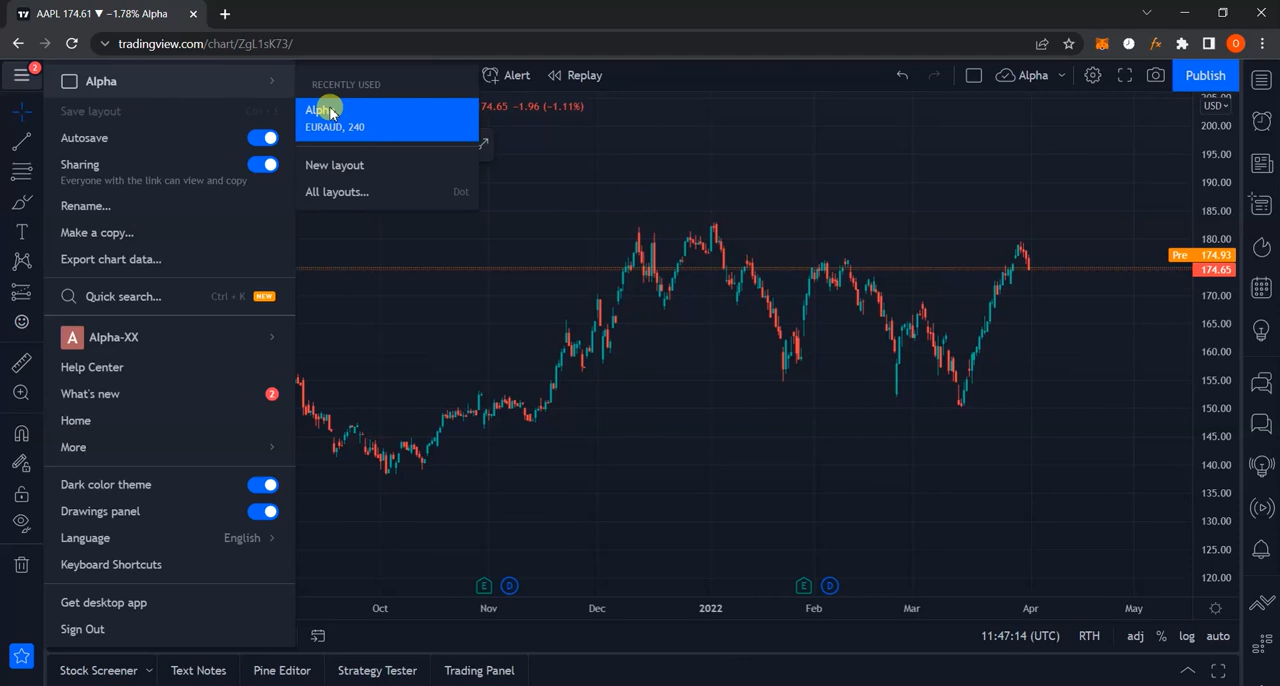 AAPL 174.61 ▼ −1.78% Alpha
tradingview.com/chart/ZgL1sK73/
O
2
Alpha
Save layout
Autosave
Sharing
Everyone with the link can view and copy
Rename...
Make a copy...
Export chart data...
Quick search...
Ctrl + K
NEW
A
Alpha-XX
Help Center
What's new
2
Home
More
Dark color theme
Drawings panel
Language
English
Keyboard Shortcuts
Get desktop app
Sign Out
RECENTLY USED
EURAUD, 240
New layout
All layouts...
Dot
Alert
Replay
Alpha
Publish
74.65 −1.96 (−1.11%)
USD
200.00
195.00
190.00
185.00
180.00
Pre 174.93
174.65
170.00
165.00
160.00
155.00
150.00
145.00
140.00
135.00
130.00
125.00
120.00
E D E D
Oct Nov Dec 2022 Feb Mar Apr May
11:47:14 (UTC) RTH adj % log auto
Stock Screener Text Notes Pine Editor Strategy Tester Trading Panel